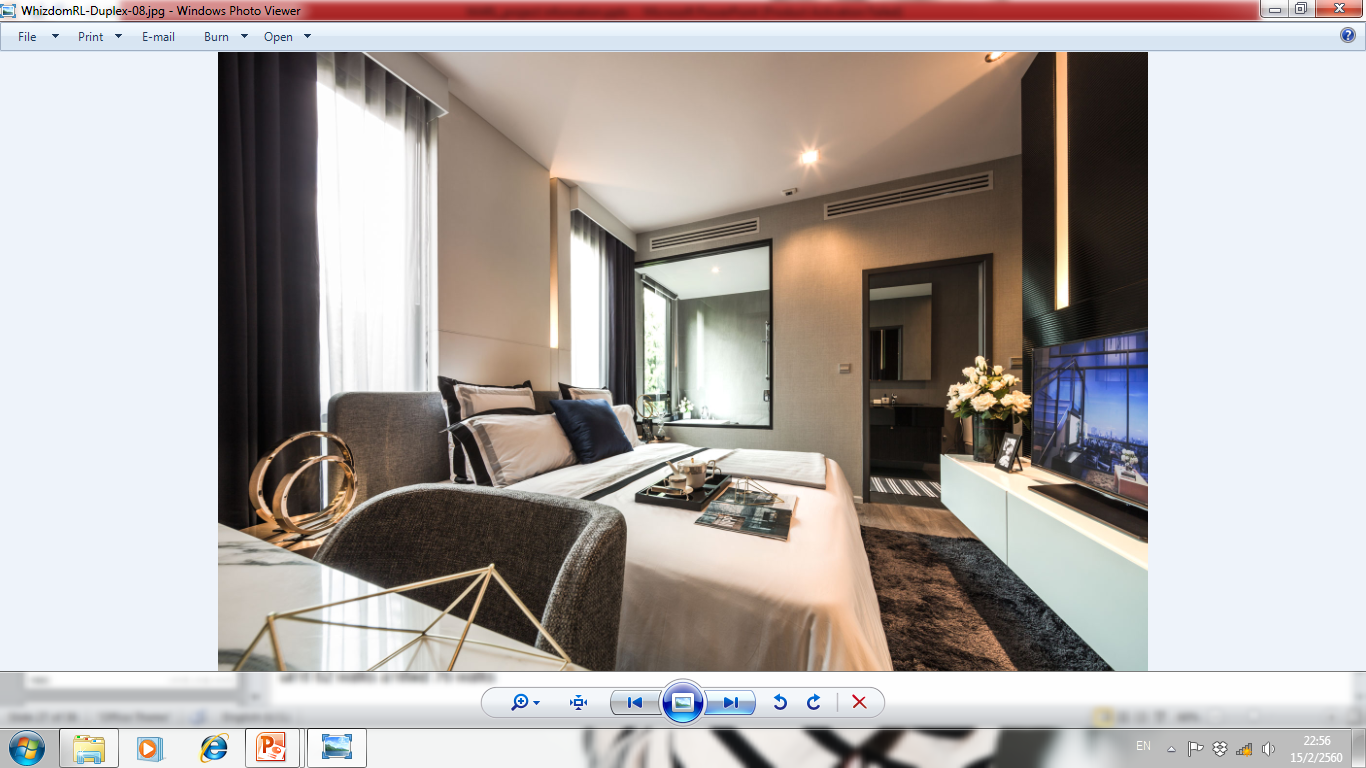 WhizdomRL-Duplex-08.jpg - Windows Photo Viewer
File Print E-mail Burn Open
EN
22:56
15/2/2560